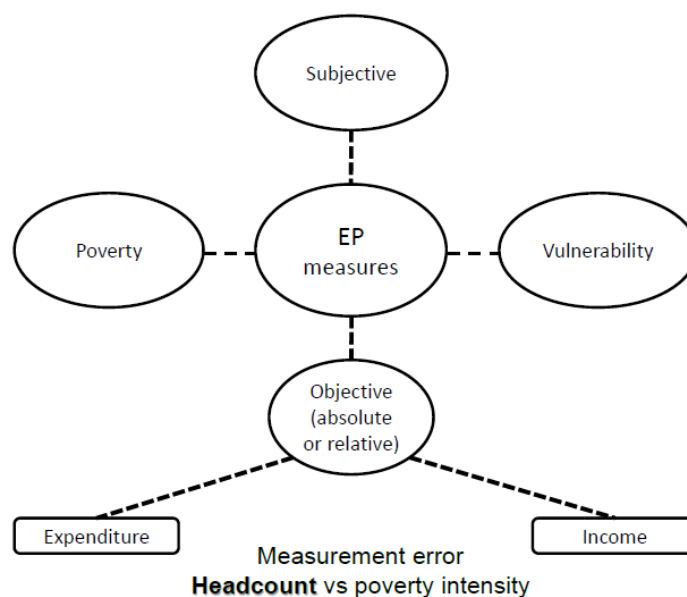 Subjective
Poverty
EP
measures
Vulnerability
Objective
(absolute
or relative)
Expenditure
Income
Measurement error
Headcount vs poverty intensity